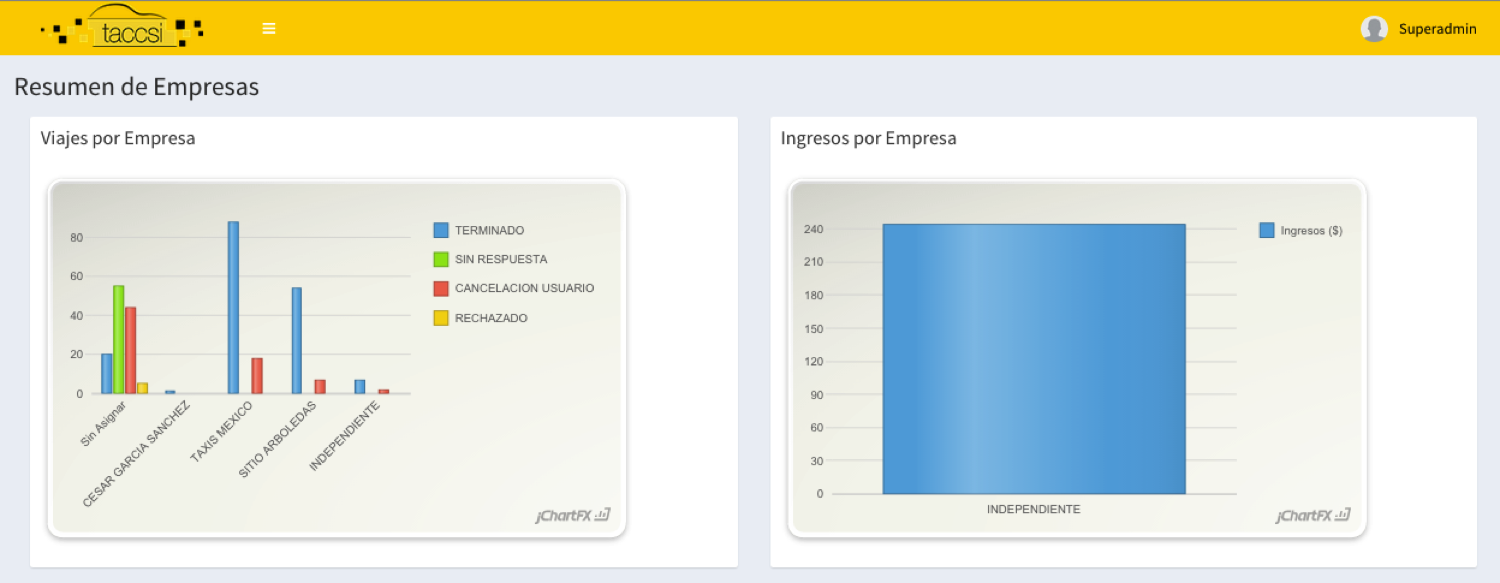 taccsi
Superadmin
Resumen de Empresas
Viajes por Empresa
80
60
40
20
0
Sin Asignar
CESAR GARCIA SANCHEZ
TAXIS MEXICO
SITIO ARBOLEDAS
INDEPENDIENTE
TERMINADO
SIN RESPUESTA
CANCELACION USUARIO
RECHAZADO
jChartFX
Ingresos por Empresa
240
210
180
150
120
90
60
30
0
INDEPENDIENTE
Ingresos ($)
jChartFX